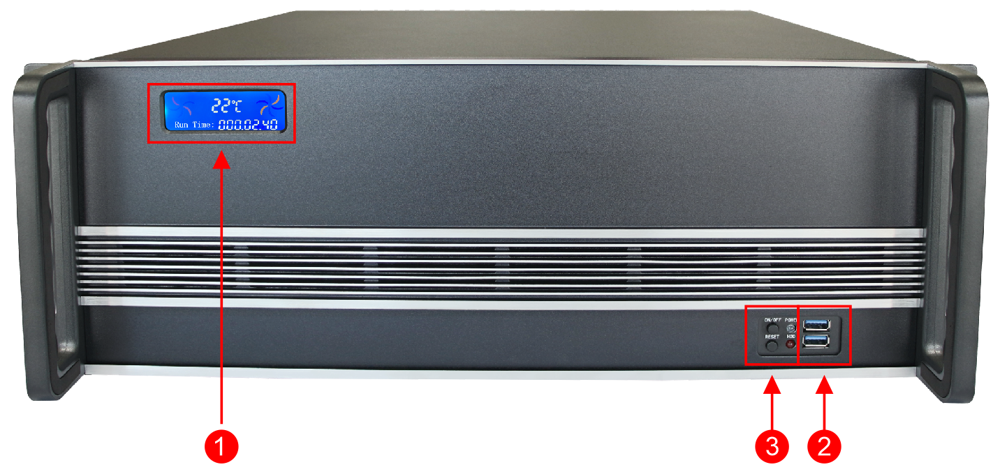 22°C
Run Time: 000.02.40
ON/OFF POWER
RESET HDD
1
3 2